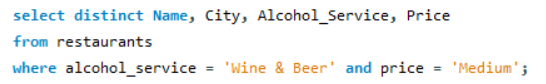 select distinct Name, City, Alcohol_Service, Price
from restaurants
where alcohol_service = 'Wine & Beer' and price = 'Medium';